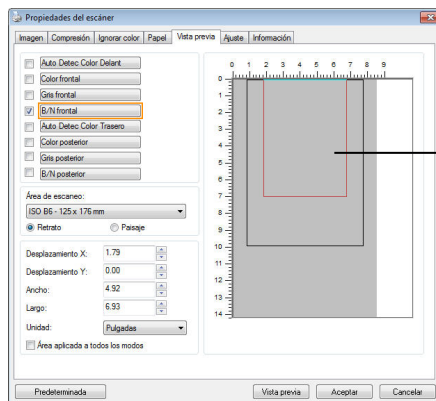 Propiedades del escáner
Imagen Compresión Ignorar color Papel Vista previa Ajuste Información
Auto Detec Color Delant
Color frontal
Gris frontal
B/N frontal
Auto Detec Color Trasero
Color posterior
Gris posterior
B/N posterior
Área de escaneo:
ISO B6 - 125 x 176 mm
Retrato Paisaje
Desplazamiento X: 1.79
Desplazamiento Y: 0.00
Ancho: 4.92
Largo: 6.93
Unidad: Pulgadas
Área aplicada a todos los modos
0 1 2 3 4 5 6 7 8 9
0
1
2
3
4
5
6
7
8
9
10
11
12
13
14
Predeterminada Vista previa Aceptar Cancelar